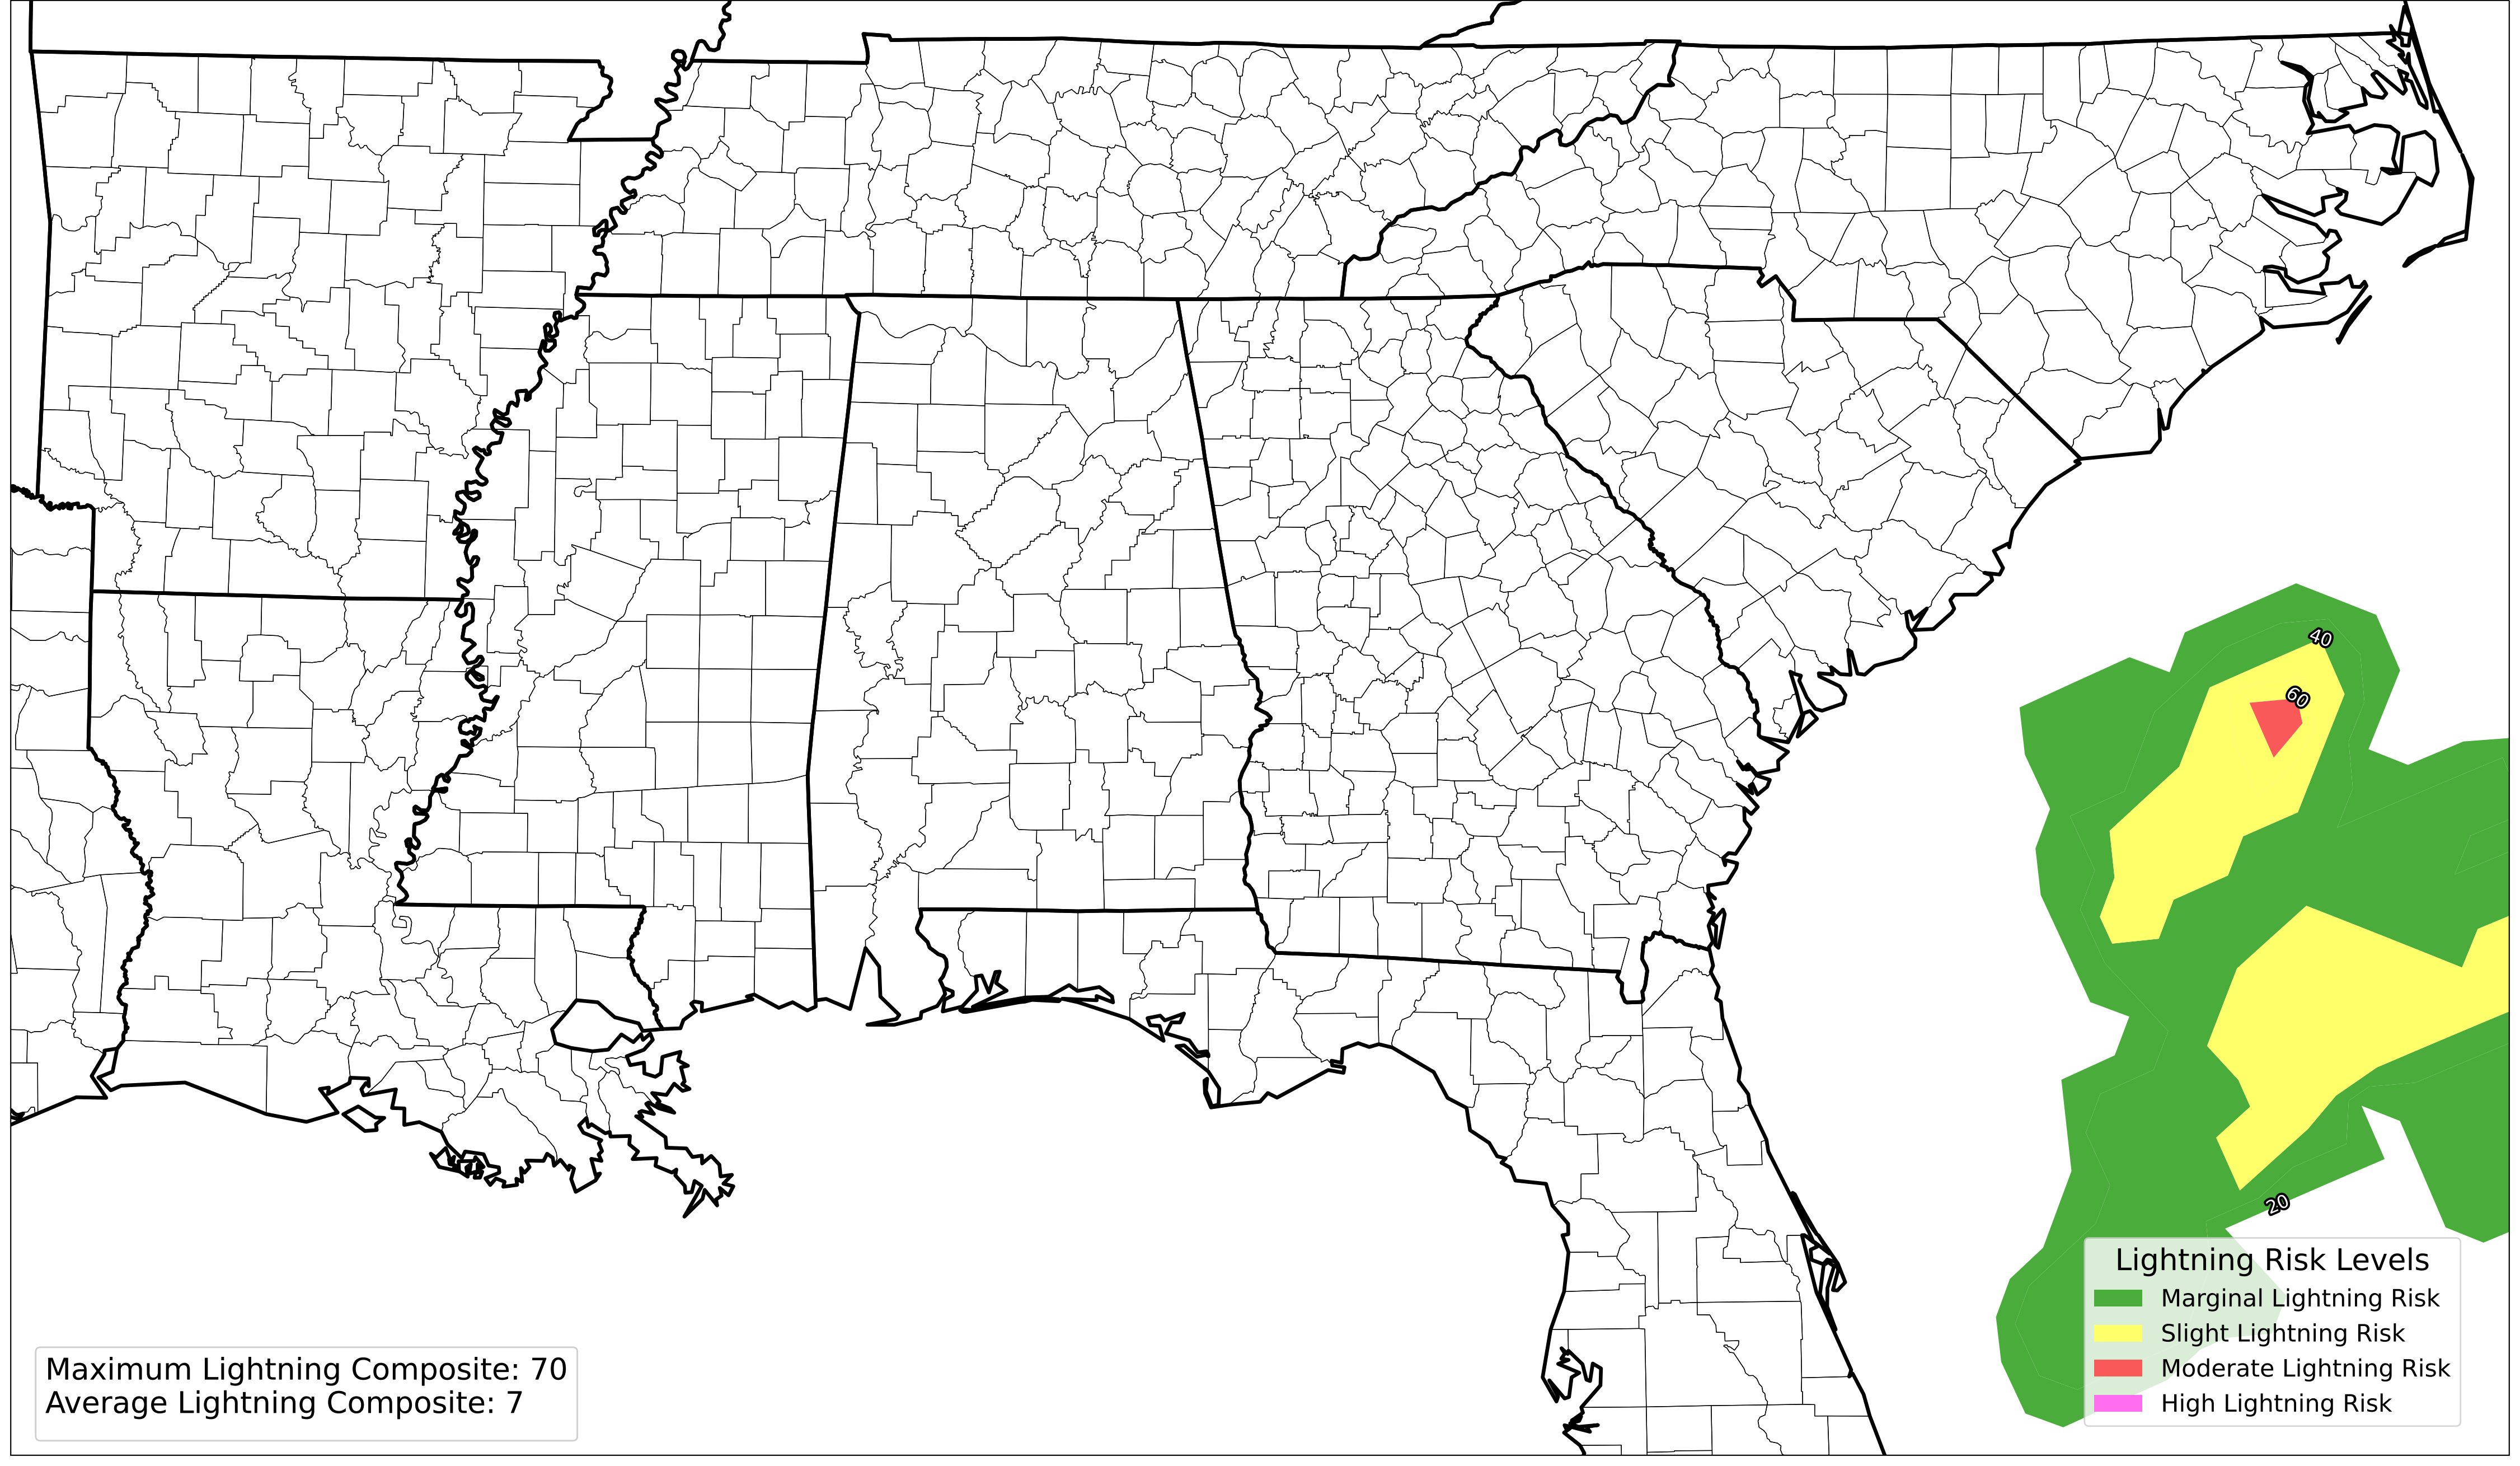 40
60
20
Lightning Risk Levels
Marginal Lightning Risk
Slight Lightning Risk
Moderate Lightning Risk
High Lightning Risk
Maximum Lightning Composite: 70
Average Lightning Composite: 7